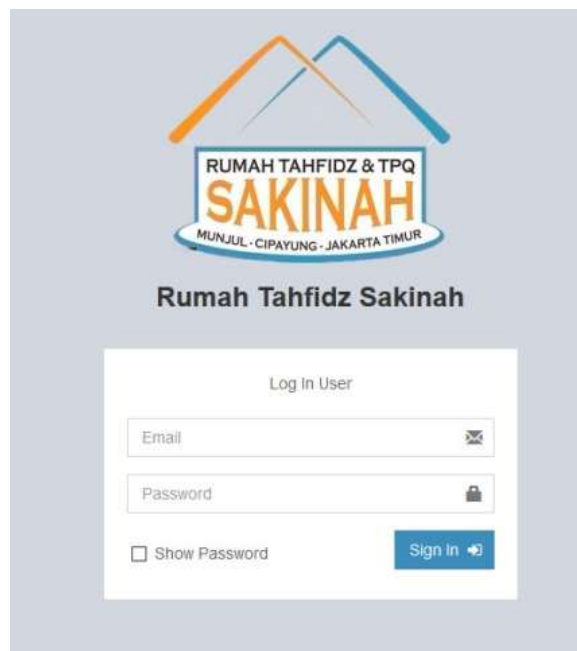 RUMAH TAHFIDZ & TPQ
SAKINAH
MUNJUL - CIPAYUNG - JAKARTA TIMUR
Rumah Tahfidz Sakinah
Log In User
Email
Password
Show Password
Sign In